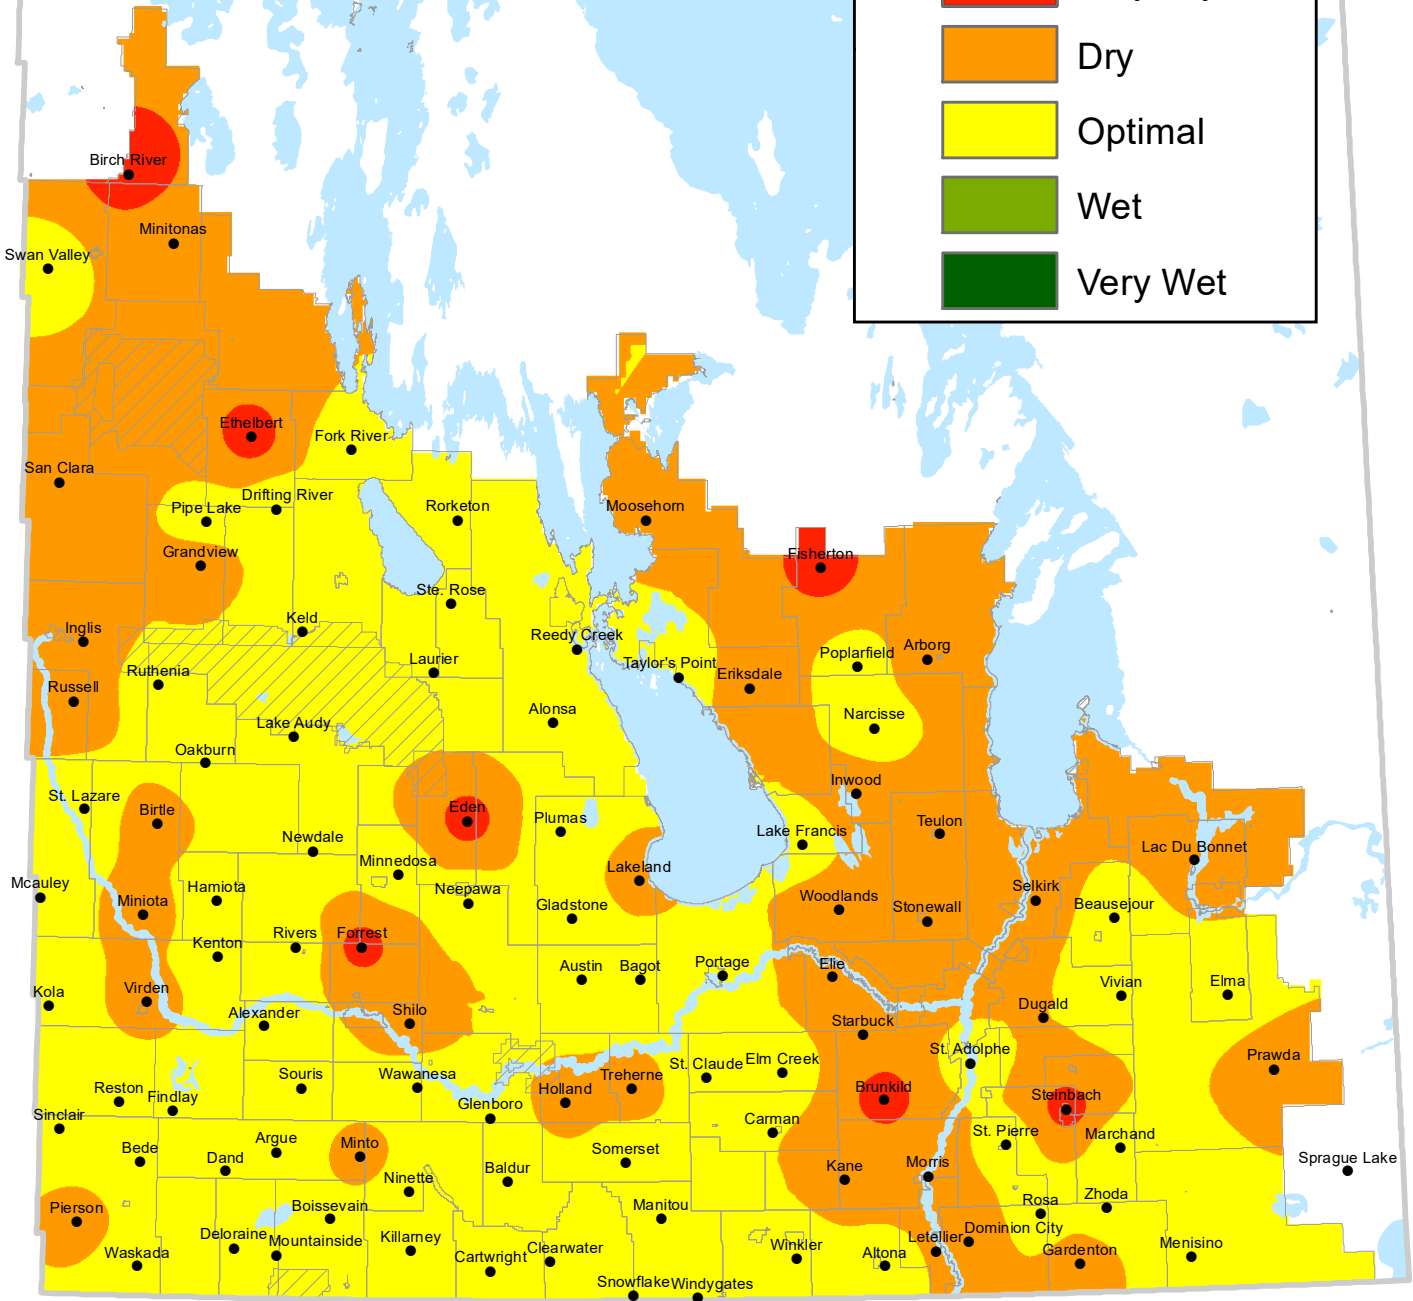 Dry
Optimal
Wet
Very Wet
Birch River
Minitonas
Swan Valley
Ethelbert
Fork River
San Clara
Drifting River
Pipe Lake
Rorketon
Moosehorn
Grandview
Fisherton
Ste. Rose
Keld
Inglis
Reedy Creek
Arborg
Poplarfield
Laurier
Taylor's Point
Ruthenia
Eriksdale
Russell
Alonsa
Narcisse
Lake Audy
Oakburn
Inwood
St. Lazare
Birtle
Eden
Plumas
Teulon
Newdale
Lake Francis
Lac Du Bonnet
Minnedosa
Lakeland
Mcauley
Hamiota
Neepawa
Selkirk
Miniota
Woodlands
Gladstone
Stonewall
Beausejour
Rivers
Forrest
Kenton
Portage
Elie
Austin
Bagot
Vivian
Elma
Kola
Virden
Dugald
Alexander
Shilo
Starbuck
St. Adolphe
Prawda
St. Claude
Elm Creek
Souris
Wawanesa
Treherne
Reston
Findlay
Holland
Brunkild
Steinbach
Glenboro
Sinclair
Carman
St. Pierre
Marchand
Bede
Argue
Minto
Dand
Somerset
Sprague Lake
Baldur
Kane
Morris
Ninette
Pierson
Boissevain
Manitou
Rosa
Zhoda
Deloraine
Mountainside
Killarney
Dominion City
Letellier
Waskada
Cartwright
Clearwater
Winkler
Altona
Gardenton
Menisino
Snowflake
Windygates